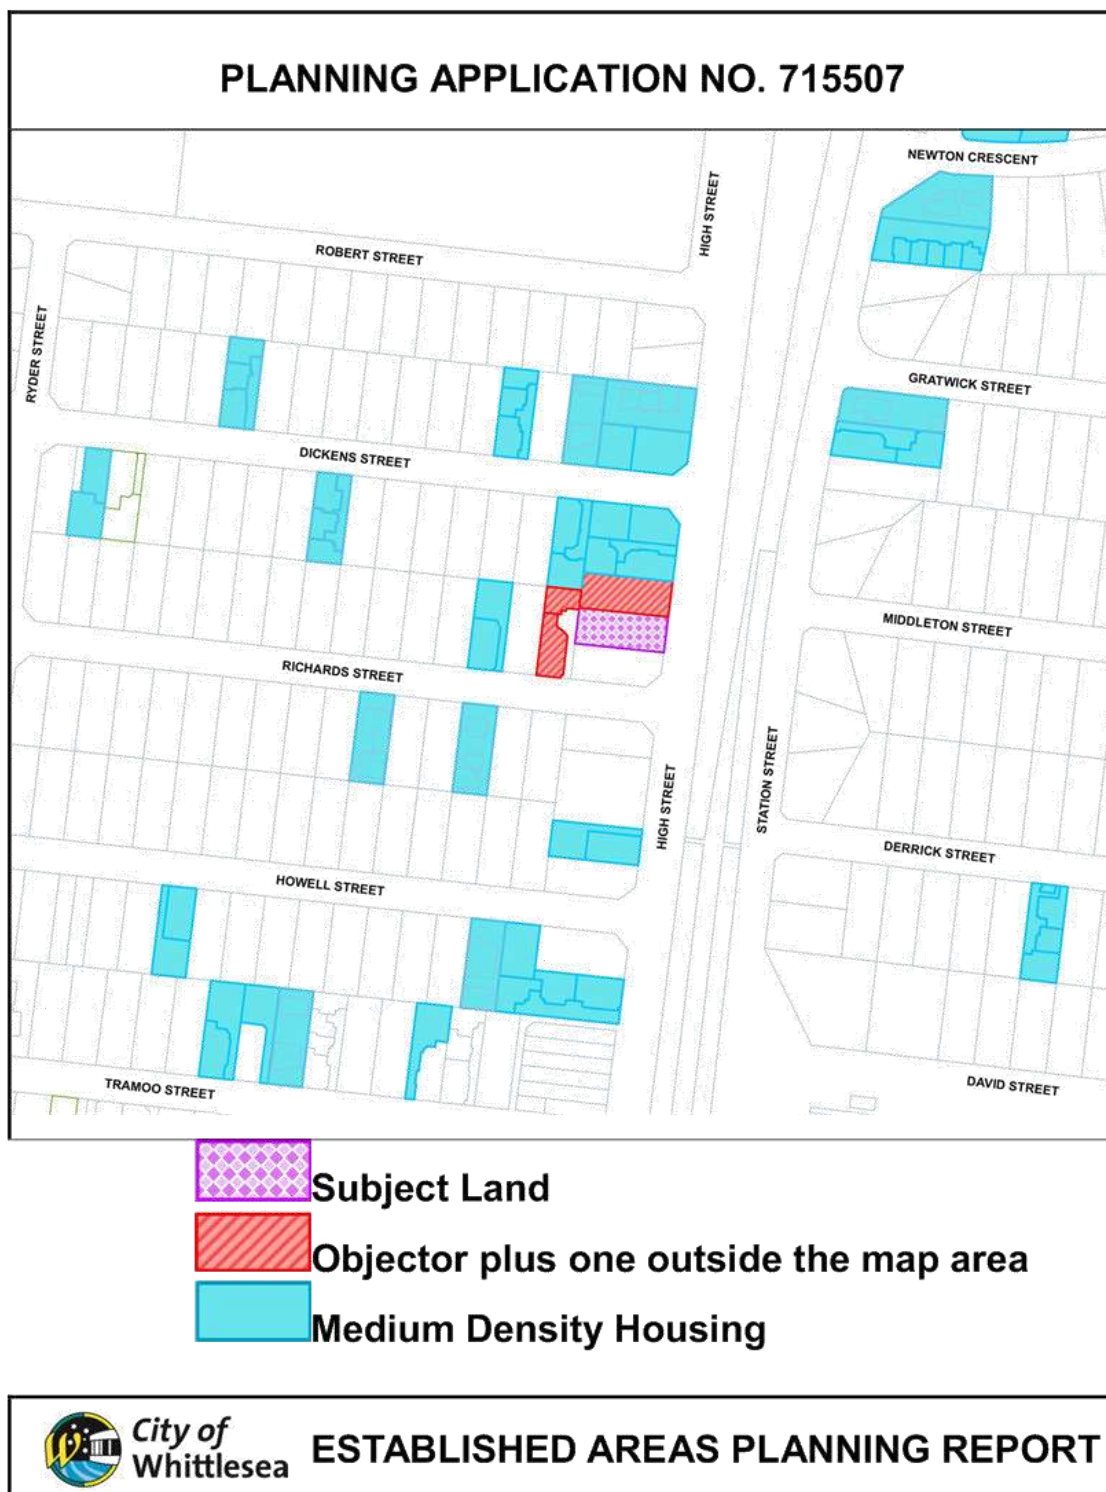 PLANNING APPLICATION NO. 715507
NEWTON CRESCENT
HIGH STREET
ROBERT STREET
RYDER STREET
GRATWICK STREET
DICKENS STREET
MIDDLETON STREET
RICHARDS STREET
STATION STREET
HIGH STREET
DERRICK STREET
HOWELL STREET
TRAMOO STREET
DAVID STREET
Subject Land
Objector plus one outside the map area
Medium Density Housing
City of
Whittlesea
ESTABLISHED AREAS PLANNING REPORT